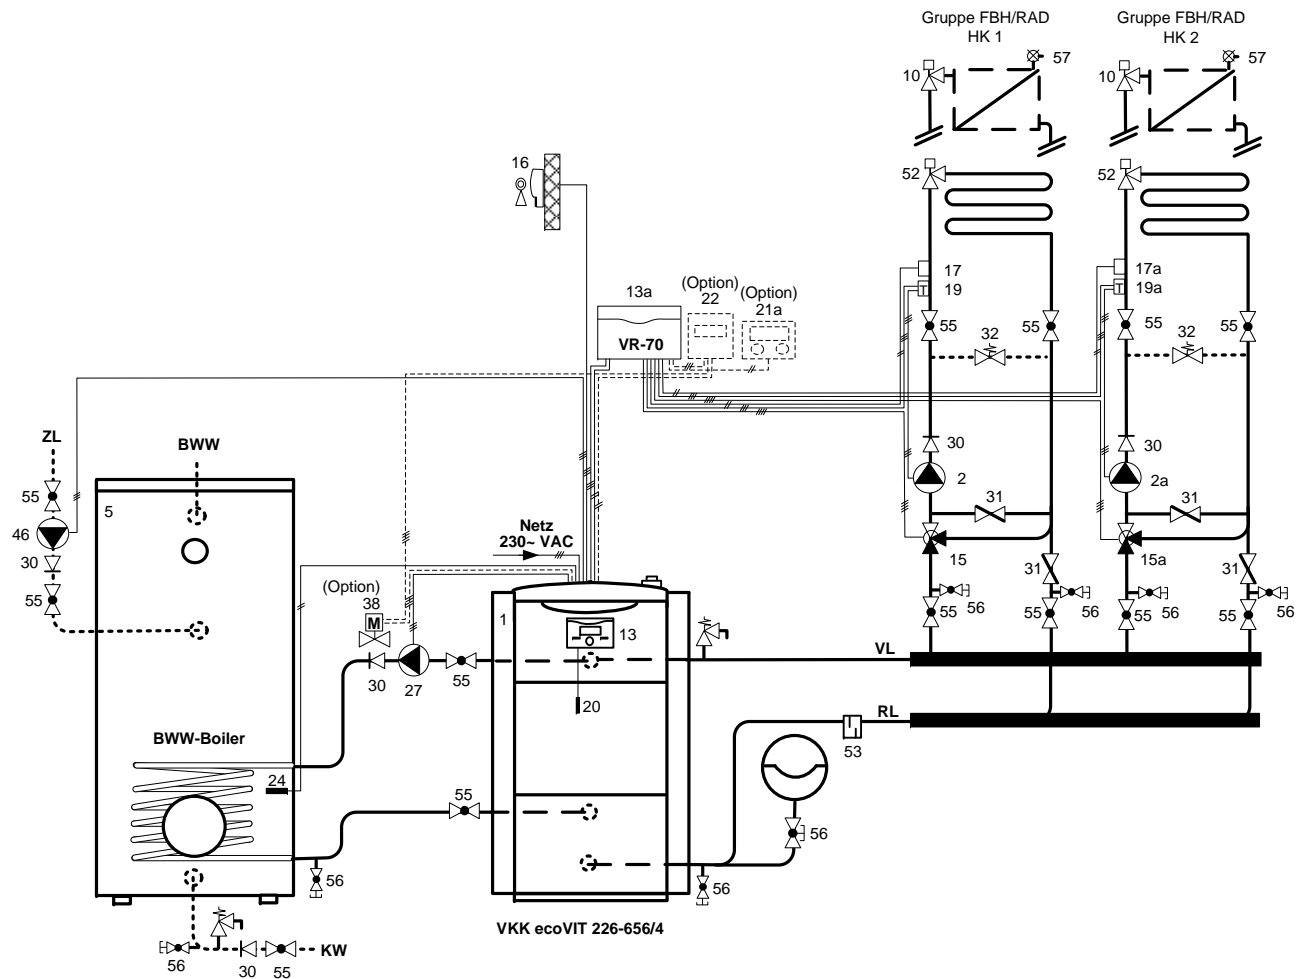 Gruppe FBH/RAD
HK 1
Gruppe FBH/RAD
HK 2
10
57
10
57
16
52
52
17
19
17a
19a
13a
(Option)
22
(Option)
21a
VR-70
55
32
55
55
32
55
ZL
BWW
30
30
55
5
2
2a
46
31
31
Netz
230~ VAC
30
15
15a
31
31
55
(Option)
38
M
1
13
55
56
55
56
55
56
55
56
30
27
55
VL
20
RL
53
BWW-Boiler
24
55
56
56
56
VKK ecoVIT 226-656/4
56
30
55
KW